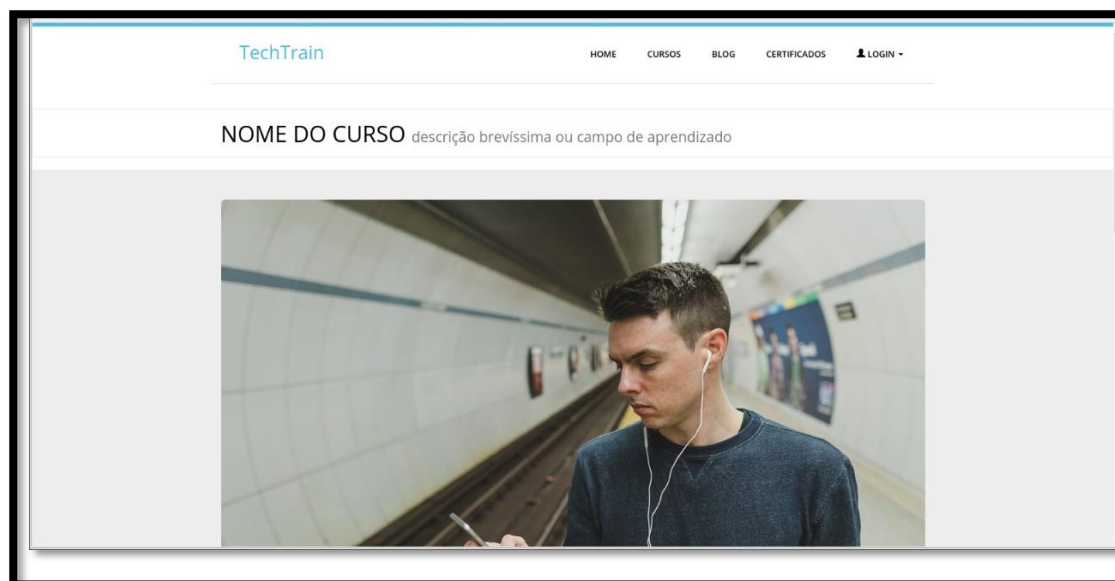 TechTrain
HOME CURSOS BLOG CERTIFICADOS LOGIN
NOME DO CURSO descrição brevíssima ou campo de aprendizado